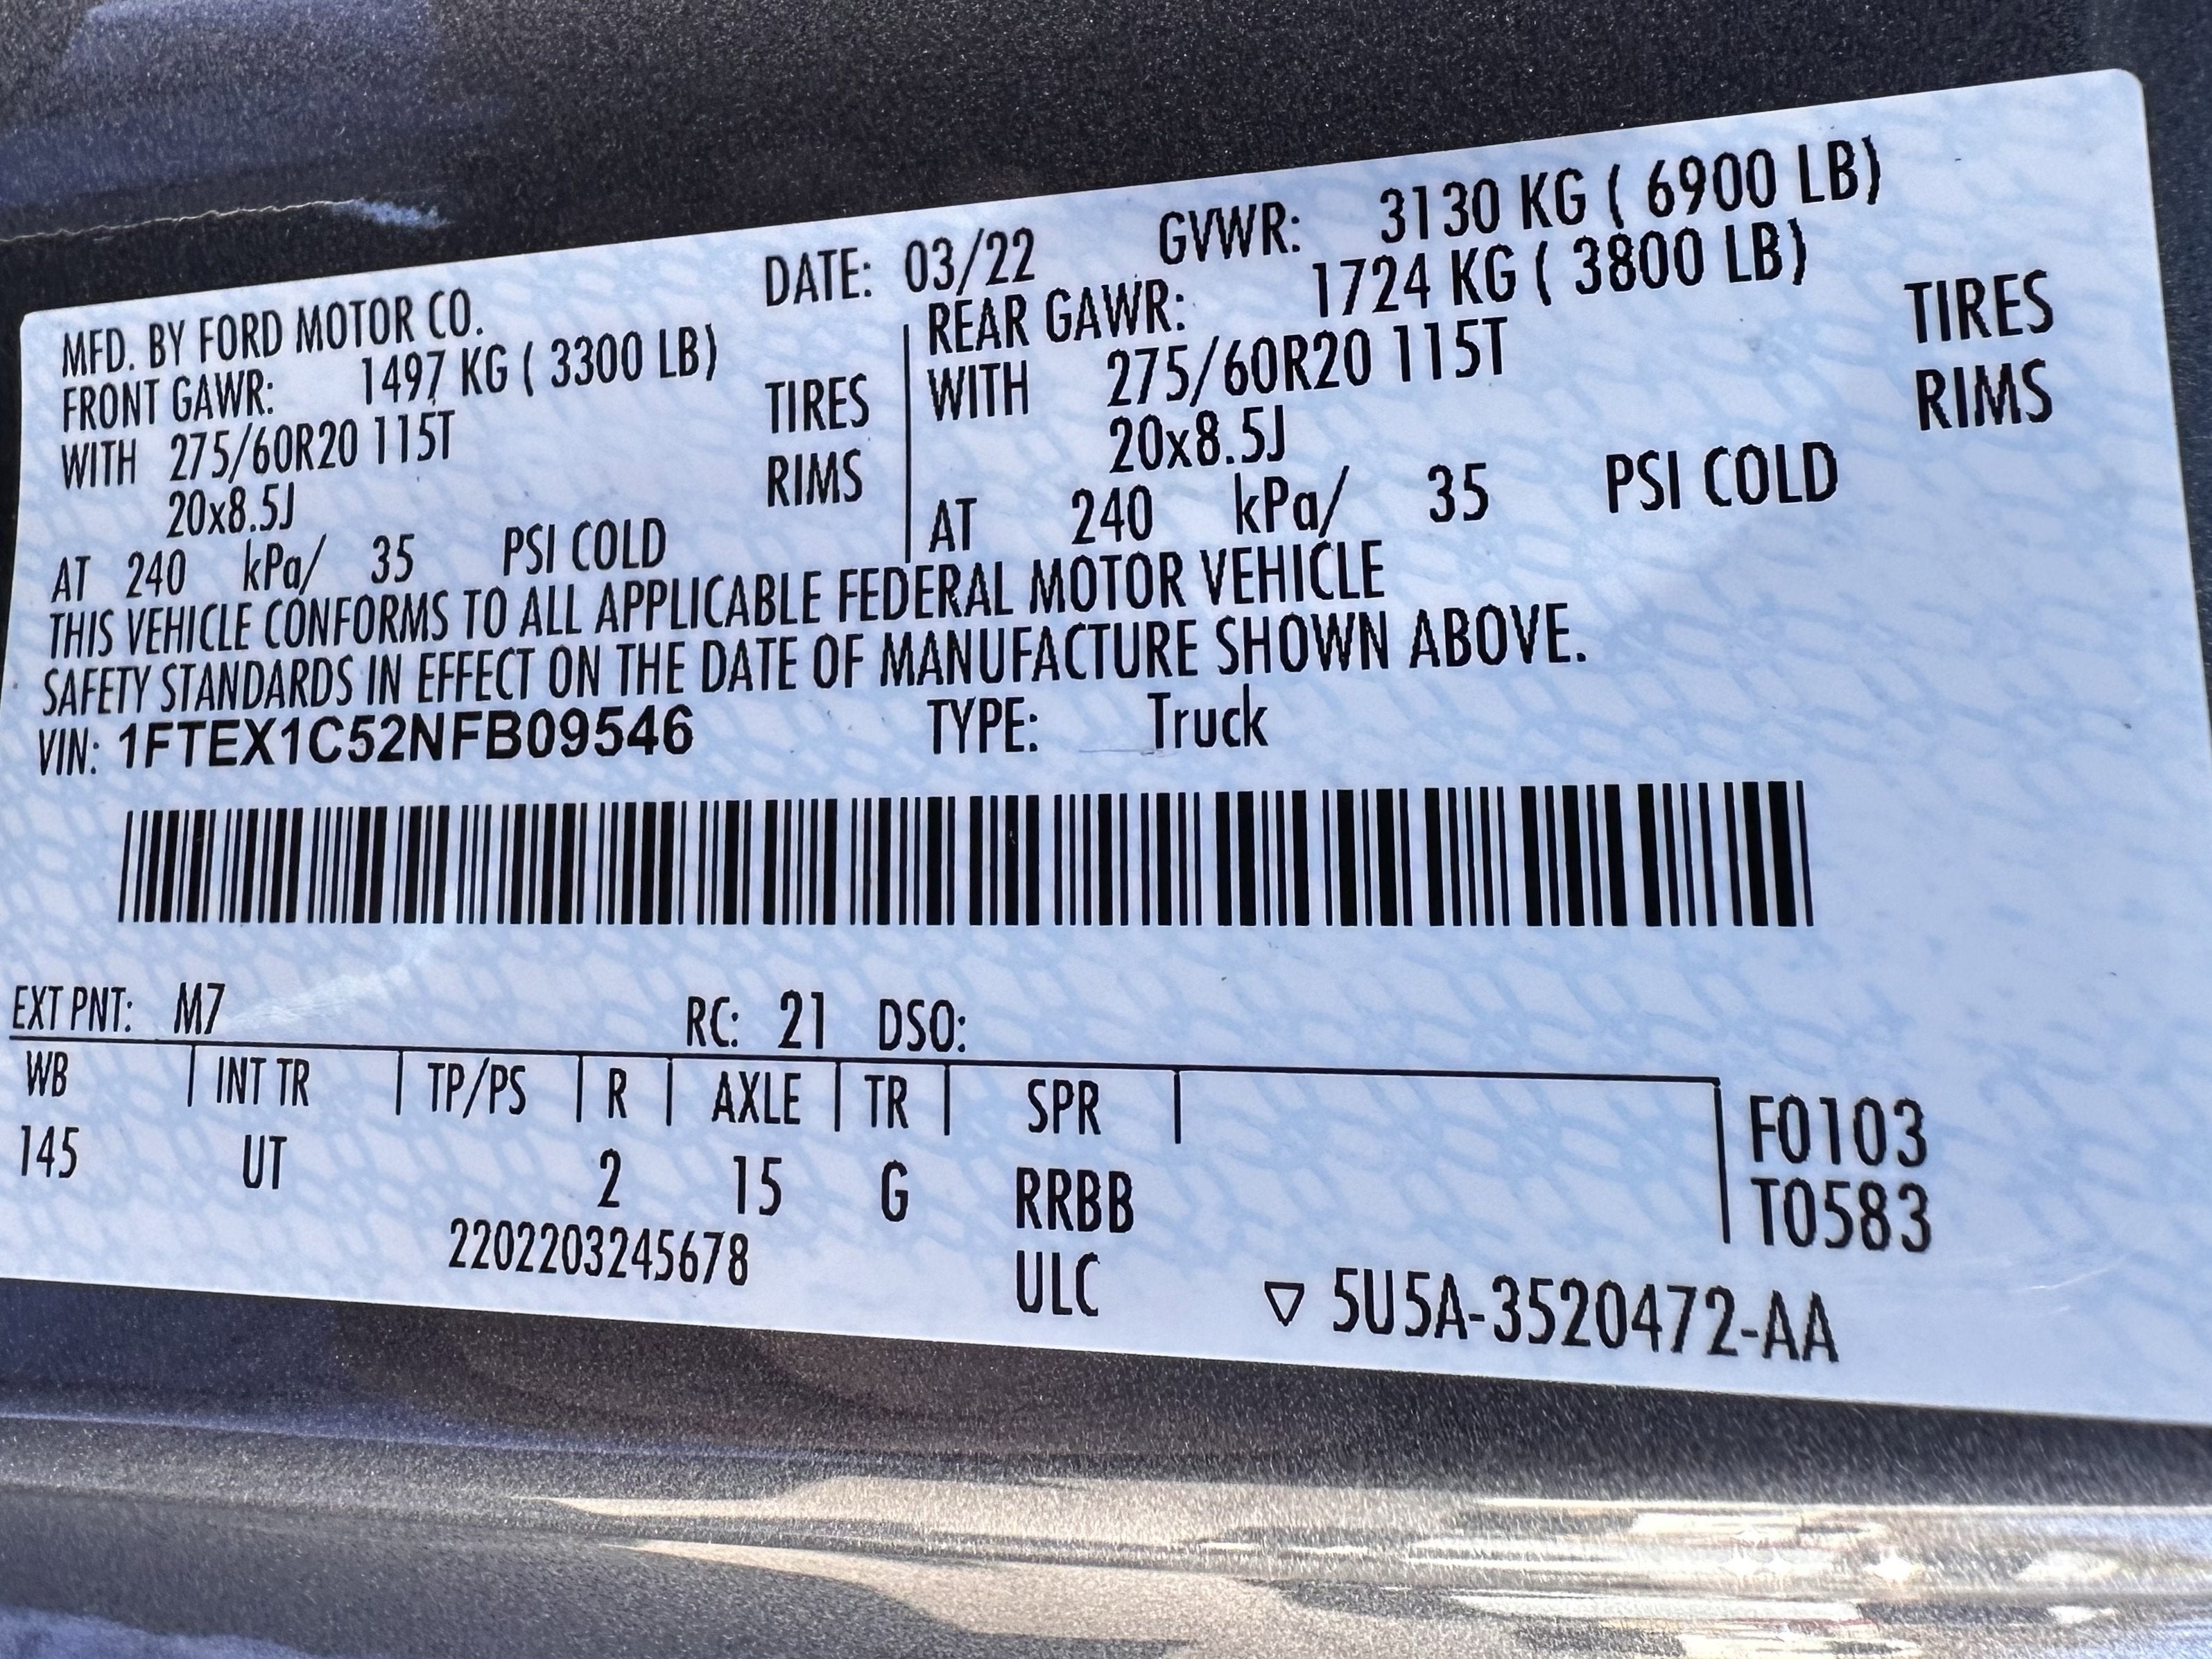 MFD. BY FORD MOTOR CO. DATE: 03/22 GVWR: 3130 KG ( 6900 LB)
FRONT GAWR: 1497 KG ( 3300 LB) REAR GAWR: 1724 KG ( 3800 LB)
WITH 275/60R20 115T TIRES WITH 275/60R20 115T TIRES
20x8.5J RIMS 20x8.5J RIMS
AT 240 kPa/ 35 PSI COLD AT 240 kPa/ 35 PSI COLD
THIS VEHICLE CONFORMS TO ALL APPLICABLE FEDERAL MOTOR VEHICLE
SAFETY STANDARDS IN EFFECT ON THE DATE OF MANUFACTURE SHOWN ABOVE.
VIN: 1FTEX1C52NFB09546 TYPE: Truck
EXT PNT: M7 RC: 21 DSO:
WB INT TR TP/PS R AXLE TR SPR F0103
145 UT 2 15 G RRBB T0583
2202203245678 ULC ▽ 5U5A-3520472-AA